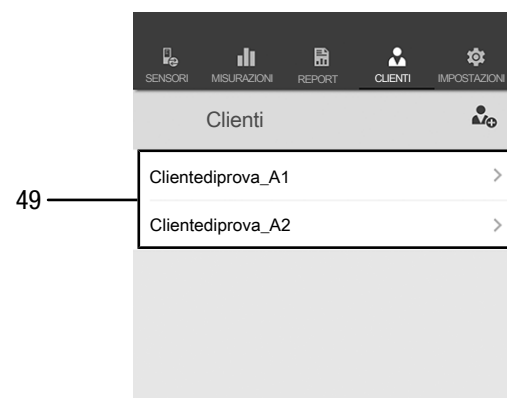 SENSORI MISURAZIONI REPORT CLIENTI IMPOSTAZIONI
Clienti
Clientediprova_A1
49
Clientediprova_A2